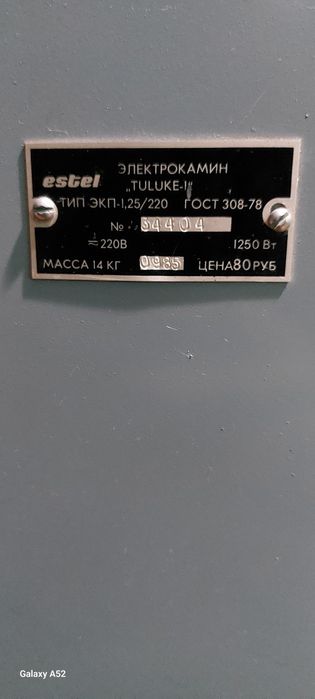 ЭЛЕКТРОКАМИН
estel „TULUKE-I"
ТИП ЭКП-1,25/220 ГОСТ 308-78
№ 34404
≂220В 1250 Вт
МАССА 14 КГ 0985 ЦЕНА 80 РУБ
Galaxy A52